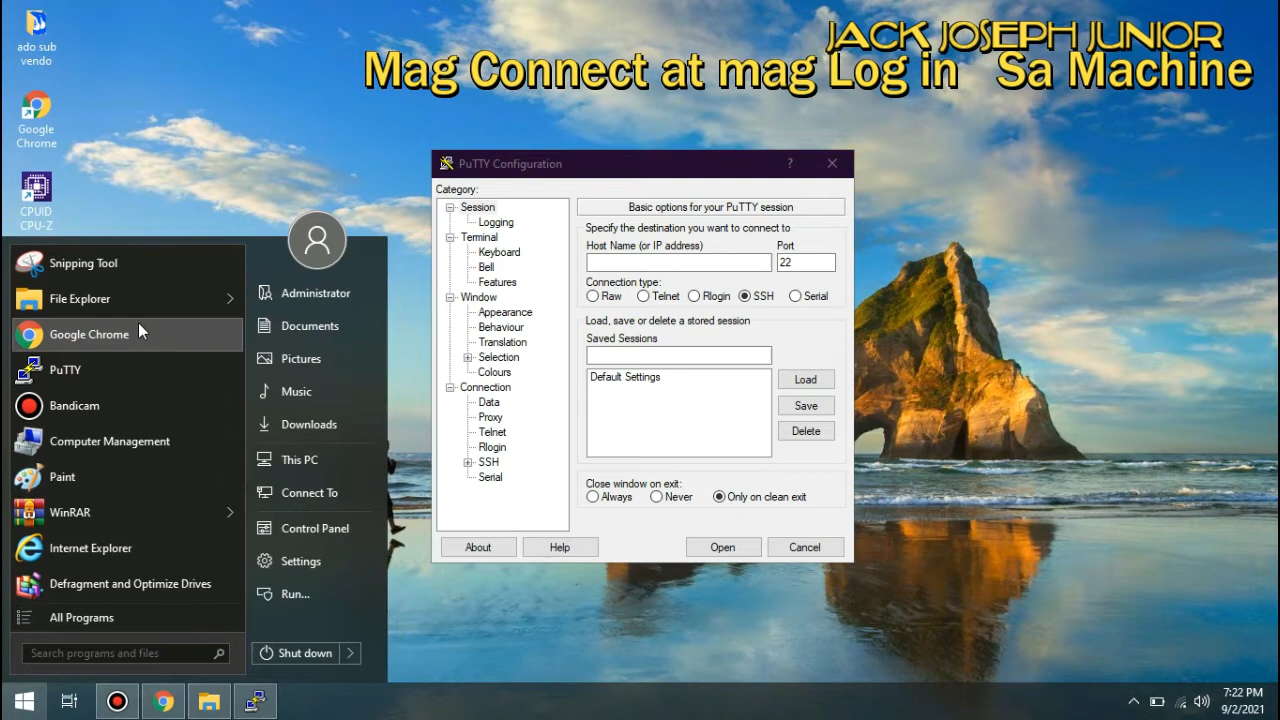 JACK JOSEPH JUNIOR
Mag Connect at mag Log in Sa Machine
ado sub
vendo
Google
Chrome
CPUID
CPU-Z
Snipping Tool
File Explorer
Google Chrome
PuTTY
Bandicam
Computer Management
Paint
WinRAR
Internet Explorer
Defragment and Optimize Drives
All Programs
Search programs and files
Administrator
Documents
Pictures
Music
Downloads
This PC
Connect To
Control Panel
Settings
Run...
Shut down
PuTTY Configuration
?
Category:
Session
Logging
Terminal
Keyboard
Bell
Features
Window
Appearance
Behaviour
Translation
Selection
Colours
Connection
Data
Proxy
Telnet
Rlogin
SSH
Serial
Basic options for your PuTTY session
Specify the destination you want to connect to
Host Name (or IP address) Port
22
Connection type:
Raw Telnet Rlogin SSH Serial
Load, save or delete a stored session
Saved Sessions
Default Settings
Load
Save
Delete
Close window on exit:
Always Never Only on clean exit
About Help Open Cancel
7:22 PM
9/2/2021